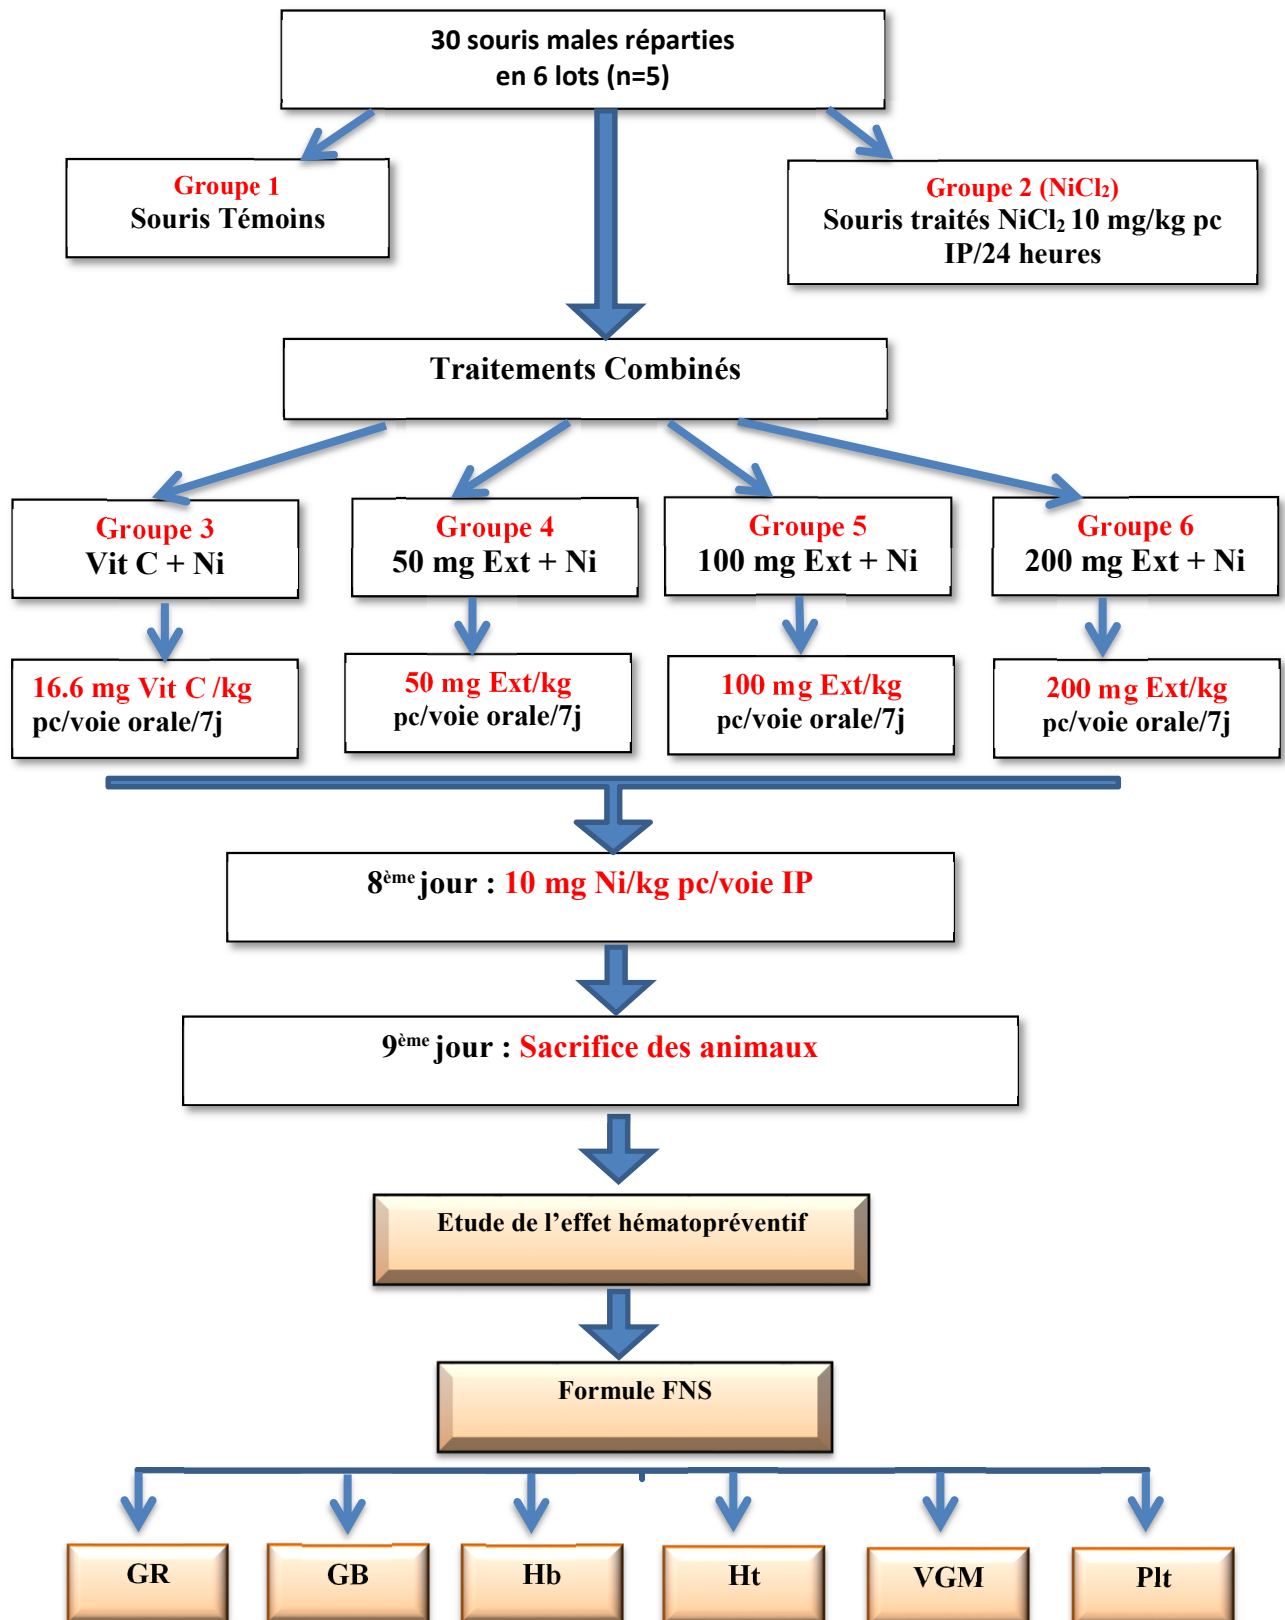 30 souris males réparties
en 6 lots (n=5)
Groupe 1
Souris Témoins
Groupe 2 (NiCl₂)
Souris traités NiCl₂ 10 mg/kg pc
IP/24 heures
Traitements Combinés
Groupe 3
Vit C + Ni
Groupe 4
50 mg Ext + Ni
Groupe 5
100 mg Ext + Ni
Groupe 6
200 mg Ext + Ni
16.6 mg Vit C /kg
pc/voie orale/7j
50 mg Ext/kg
pc/voie orale/7j
100 mg Ext/kg
pc/voie orale/7j
200 mg Ext/kg
pc/voie orale/7j
8ème jour : 10 mg Ni/kg pc/voie IP
9ème jour : Sacrifice des animaux
Etude de l’effet hématopréventif
Formule FNS
GR
GB
Hb
Ht
VGM
Plt